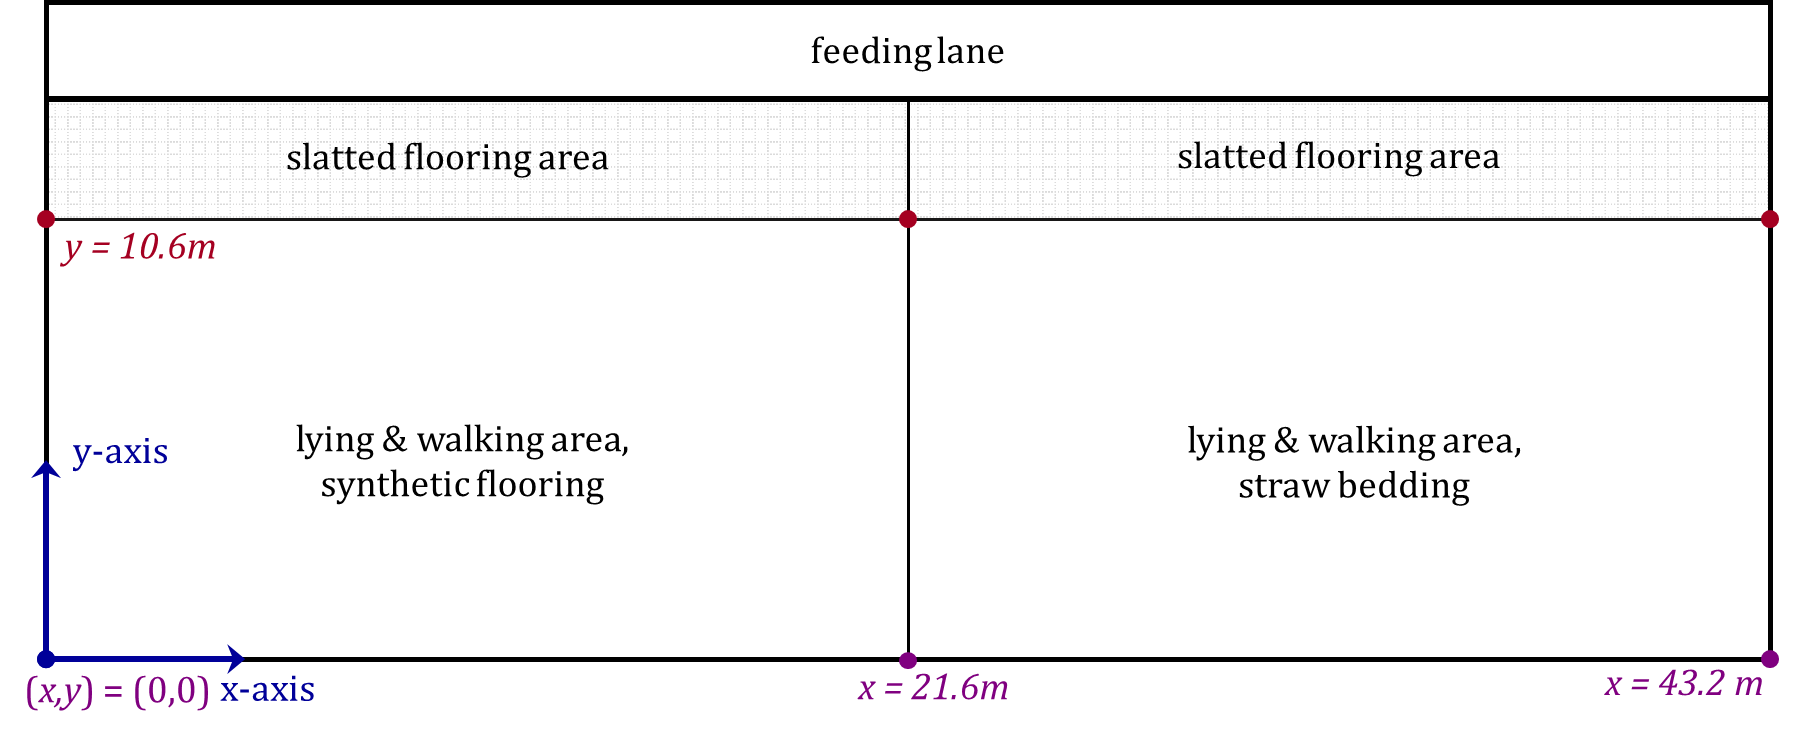 feeding lane
slatted flooring area
slatted flooring area
y = 10.6m
lying & walking area,
synthetic flooring
lying & walking area,
straw bedding
y-axis
(x,y) = (0,0)
x-axis
x = 21.6m
x = 43.2 m